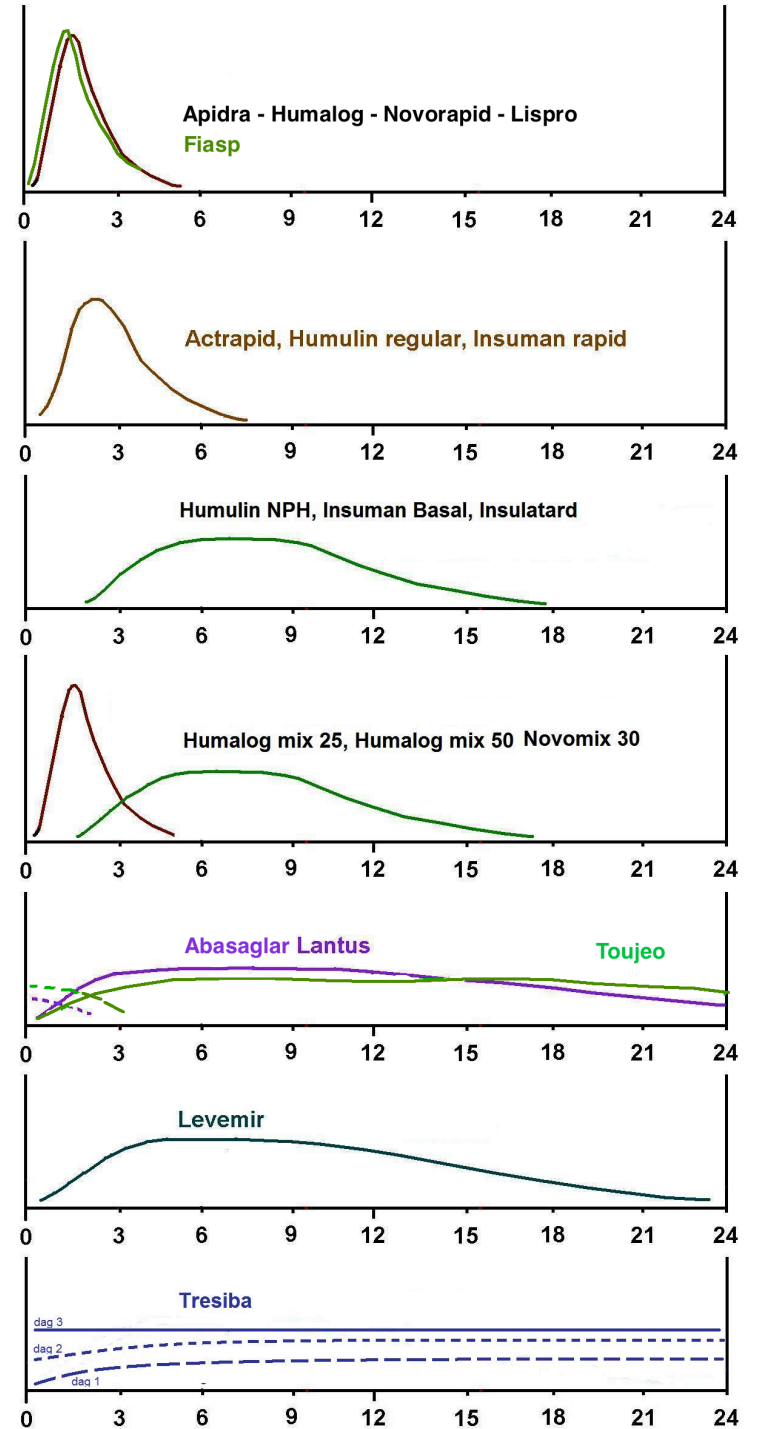 Apidra - Humalog - Novorapid - Lispro
Fiasp
0 3 6 9 12 15 18 21 24
Actrapid, Humulin regular, Insuman rapid
0 3 6 9 12 15 18 21 24
Humulin NPH, Insuman Basal, Insulatard
0 3 6 9 12 15 18 21 24
Humalog mix 25, Humalog mix 50 Novomix 30
0 3 6 9 12 15 18 21 24
Abasaglar Lantus Toujeo
0 3 6 9 12 15 18 21 24
Levemir
0 3 6 9 12 15 18 21 24
Tresiba
dag 3
dag 2
dag 1
0 3 6 9 12 15 18 21 24